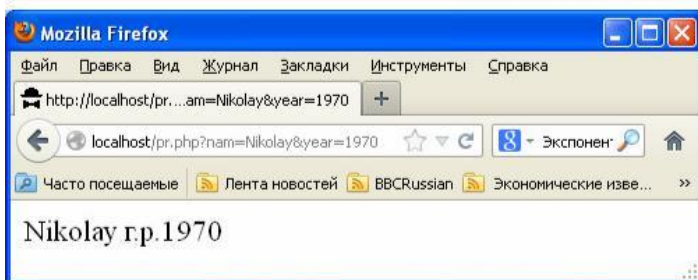 Mozilla Firefox
Файл Правка Вид Журнал Закладки Инструменты Справка
http://localhost/pr....am=Nikolay&year=1970 +
localhost/pr.php?nam=Nikolay&year=1970 8 Экспонен
Часто посещаемые Лента новостей BBCRussian Экономические изве... »
Nikolay г.р.1970